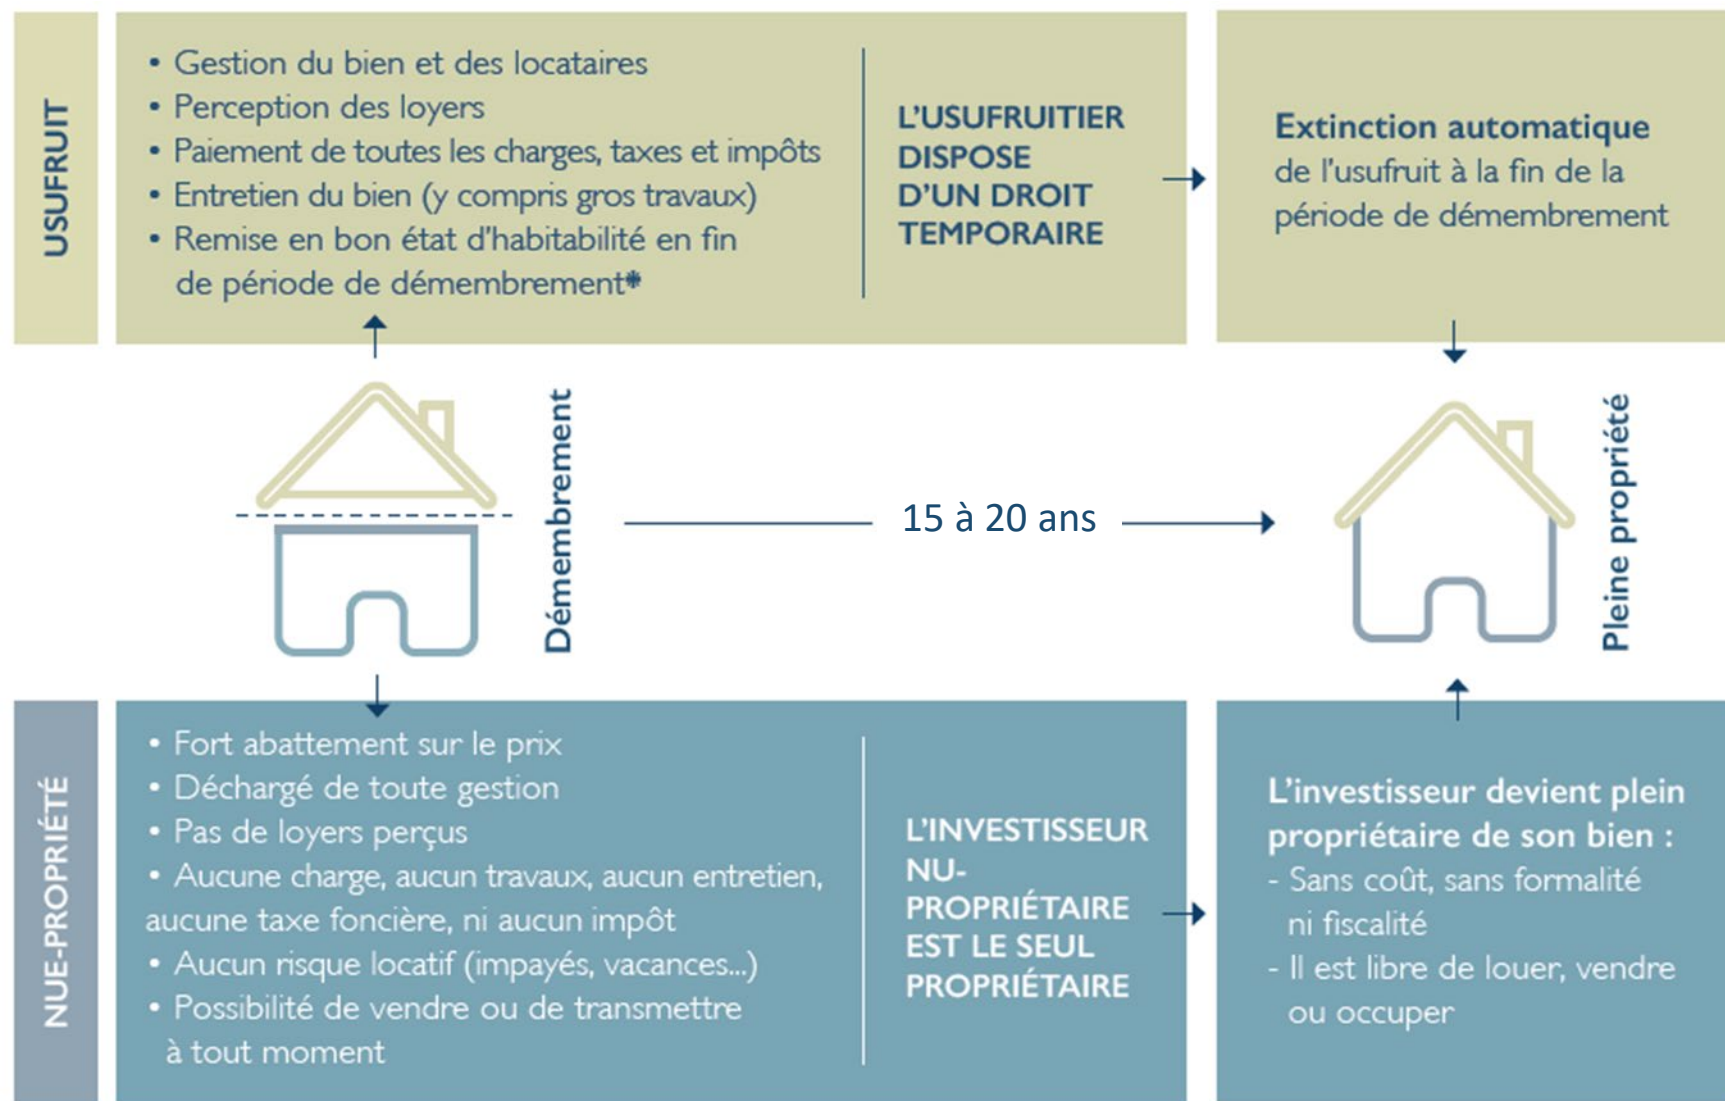 USUFRUIT
• Gestion du bien et des locataires
• Perception des loyers
• Paiement de toutes les charges, taxes et impôts
• Entretien du bien (y compris gros travaux)
• Remise en bon état d’habitabilité en fin
de période de démembrement*
L’USUFRUITIER
DISPOSE
D’UN DROIT
TEMPORAIRE
Extinction automatique
de l’usufruit à la fin de la
période de démembrement
Démembrement
15 à 20 ans
Pleine propriété
NUE-PROPRIÉTÉ
• Fort abattement sur le prix
• Déchargé de toute gestion
• Pas de loyers perçus
• Aucune charge, aucun travaux, aucun entretien,
aucune taxe foncière, ni aucun impôt
• Aucun risque locatif (impayés, vacances...)
• Possibilité de vendre ou de transmettre
à tout moment
L’INVESTISSEUR
NU-
PROPRIÉTAIRE
EST LE SEUL
PROPRIÉTAIRE
L’investisseur devient plein
propriétaire de son bien :
- Sans coût, sans formalité
ni fiscalité
- Il est libre de louer, vendre
ou occuper